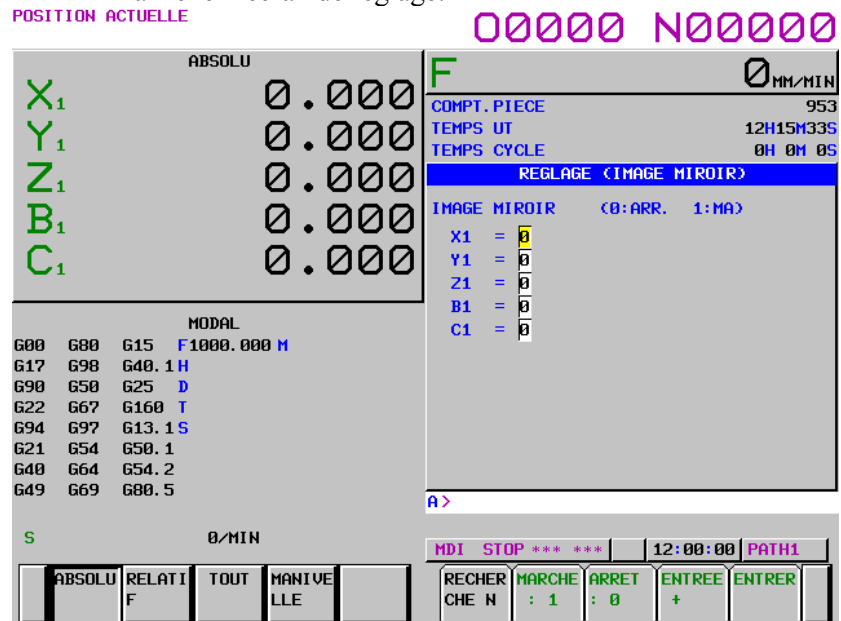 POSITION ACTUELLE
O0000 N00000
ABSOLU
X1 0.000
Y1 0.000
Z1 0.000
B1 0.000
C1 0.000
F 0 MM/MIN
COMPT.PIECE 953
TEMPS UT 12H15M33S
TEMPS CYCLE 0H 0M 0S
REGLAGE (IMAGE MIROIR)
IMAGE MIROIR (0:ARR. 1:MA)
X1 = 0
Y1 = 0
Z1 = 0
B1 = 0
C1 = 0
MODAL
G00 G80 G15 F1000.000 M
G17 G98 G40.1 H
G90 G50 G25 D
G22 G67 G160 T
G94 G97 G13.1 S
G21 G54 G50.1
G40 G64 G54.2
G49 G69 G80.5
A>
S 0/MIN
MDI STOP *** *** 12:00:00 PATH1
ABSOLU RELATI TOUT MANIVE
F LLE
RECHER MARCHE ARRET ENTREE ENTRER
CHE N : 1 : 0 +